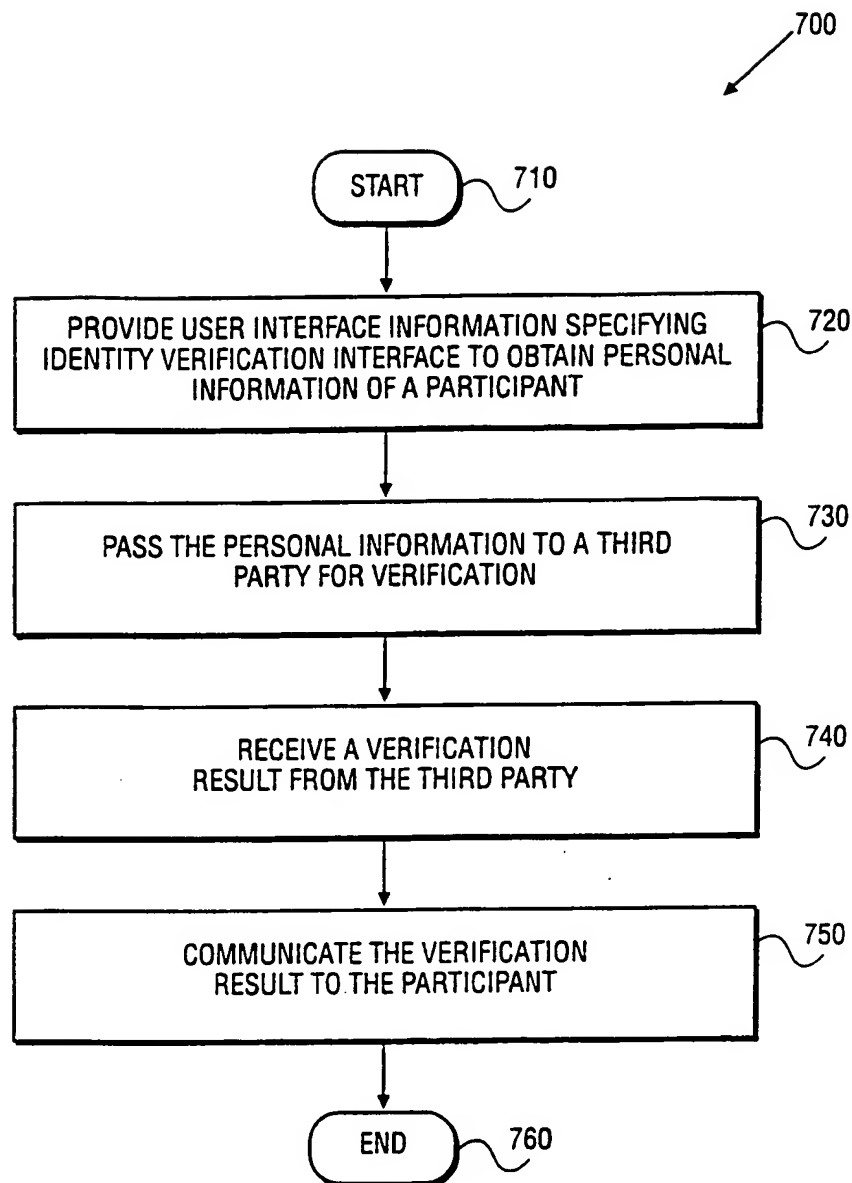 700
START
710
PROVIDE USER INTERFACE INFORMATION SPECIFYING
IDENTITY VERIFICATION INTERFACE TO OBTAIN PERSONAL
INFORMATION OF A PARTICIPANT
720
PASS THE PERSONAL INFORMATION TO A THIRD
PARTY FOR VERIFICATION
730
RECEIVE A VERIFICATION
RESULT FROM THE THIRD PARTY
740
COMMUNICATE THE VERIFICATION
RESULT TO THE PARTICIPANT
750
END
760